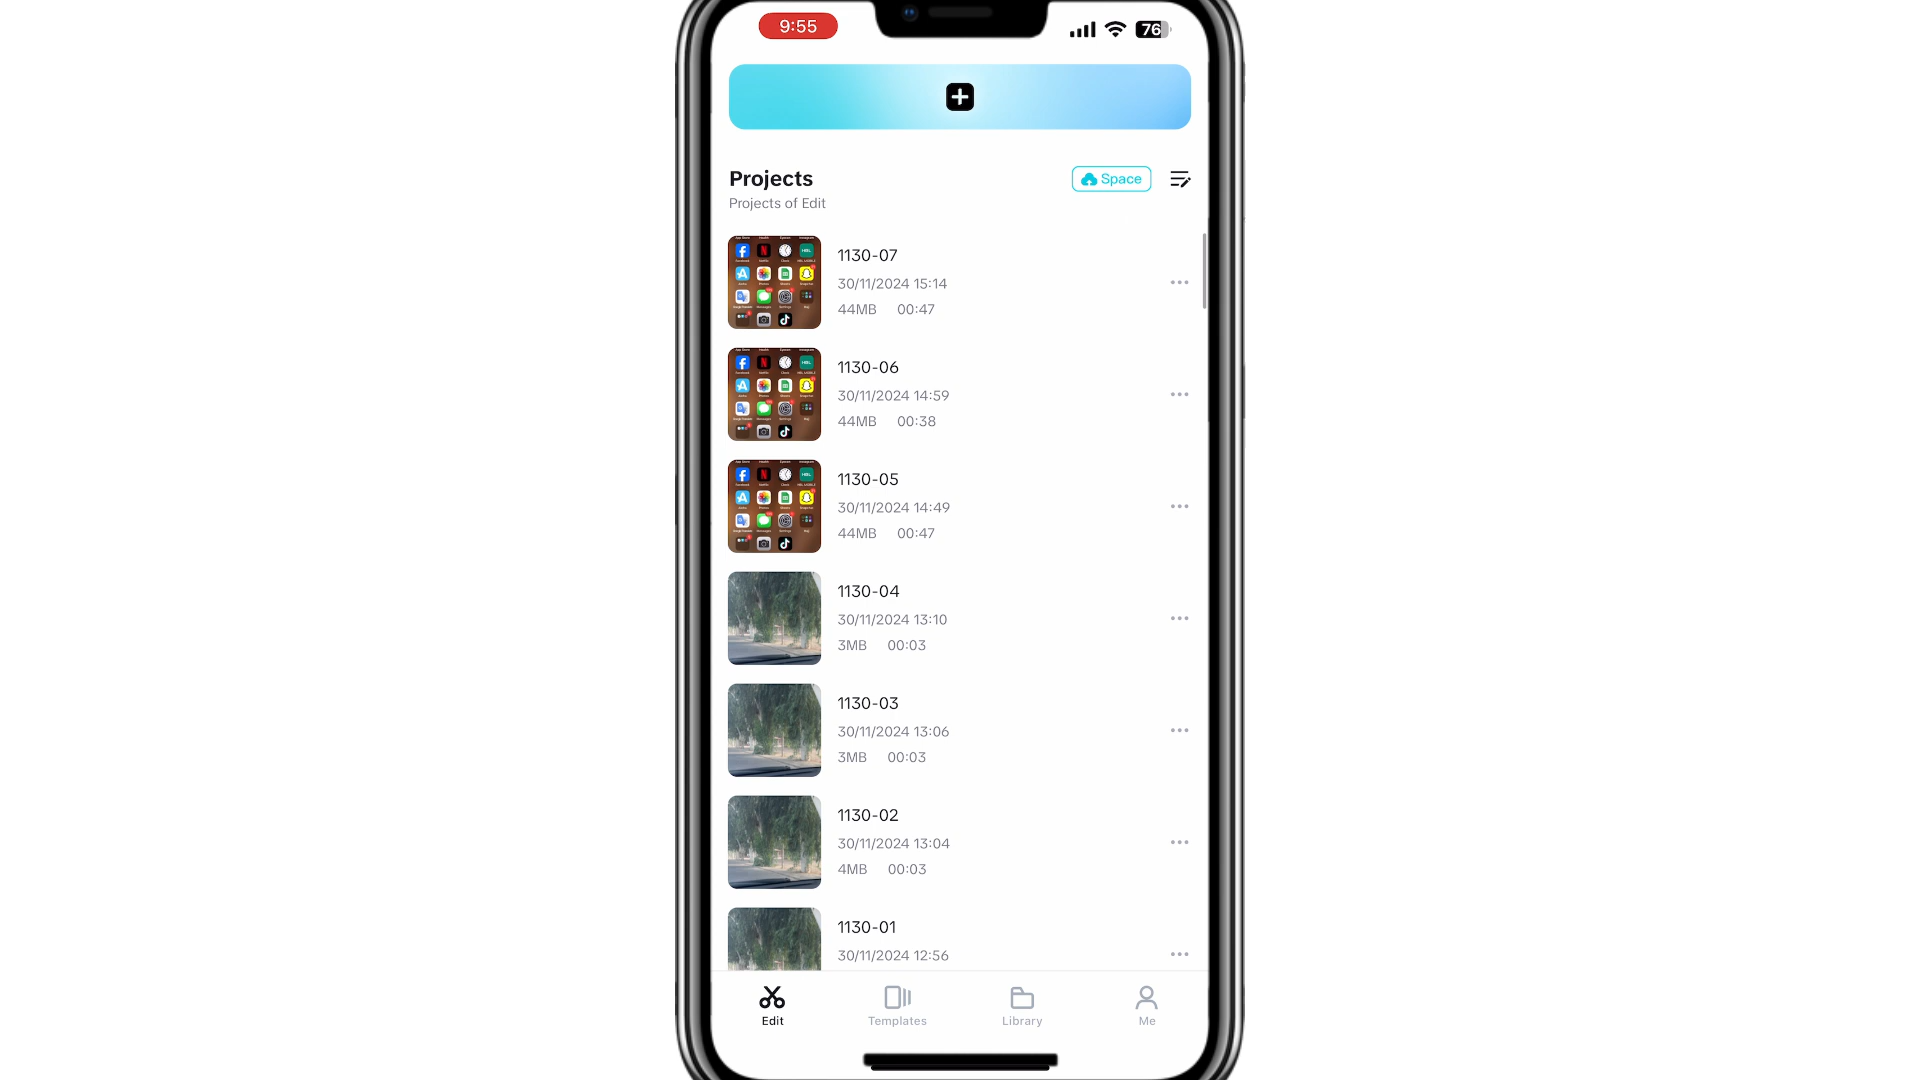 9:55
76
Projects
Space
Projects of Edit
1130-07
30/11/2024 15:14
44MB 00:47
1130-06
30/11/2024 14:59
44MB 00:38
1130-05
30/11/2024 14:49
44MB 00:47
1130-04
30/11/2024 13:10
3MB 00:03
1130-03
30/11/2024 13:06
3MB 00:03
1130-02
30/11/2024 13:04
4MB 00:03
1130-01
30/11/2024 12:56
Edit
Templates
Library
Me